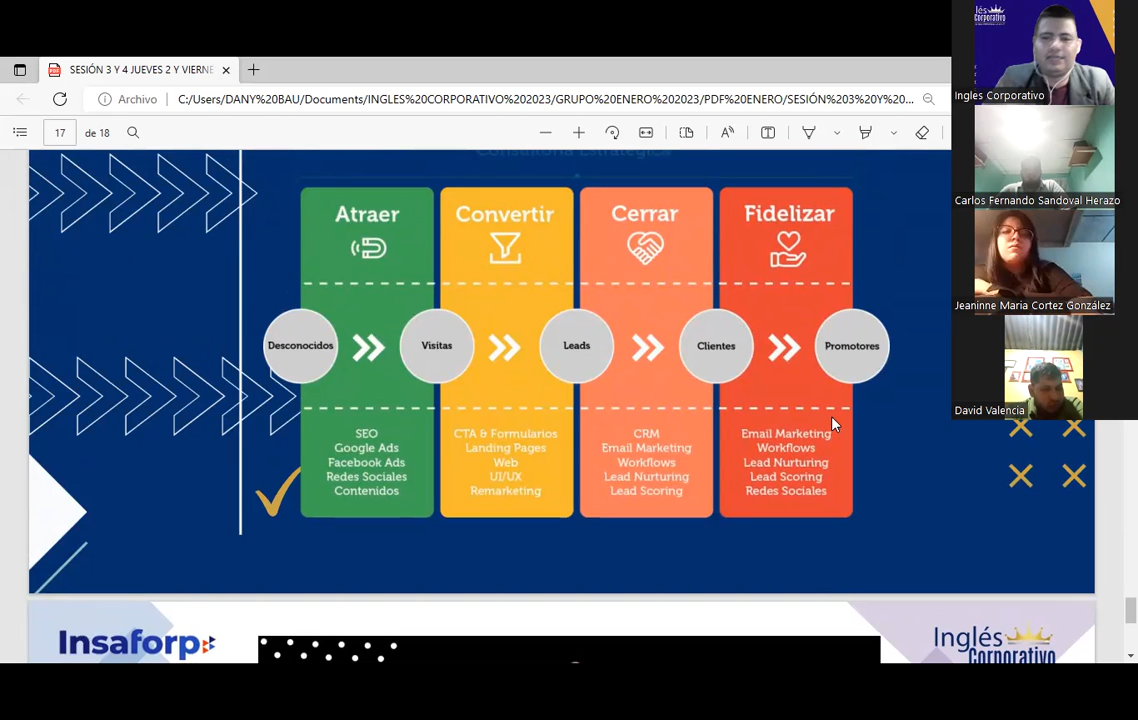 SESIÓN 3 Y 4 JUEVES 2 Y VIERNE
Archivo
C:/Users/DANY%20BAU/Documents/INGLES%20CORPORATIVO%202023/GRUPO%20ENERO%202023/PDF%20ENERO/SESIÓN%203%20Y%20...
17 de 18
Consultoría Estratégica
Atraer
Convertir
Cerrar
Fidelizar
Desconocidos
Visitas
Leads
Clientes
Promotores
SEO
Google Ads
Facebook Ads
Redes Sociales
Contenidos
CTA & Formularios
Landing Pages
Web
UI/UX
Remarketing
CRM
Email Marketing
Workflows
Lead Nurturing
Lead Scoring
Email Marketing
Workflows
Lead Nurturing
Lead Scoring
Redes Sociales
Insaforp
Inglés
Corporativo
glés
Corporativo
Ingles Corporativo
Carlos Fernando Sandoval Herazo
Jeaninne Maria Cortez González
David Valencia